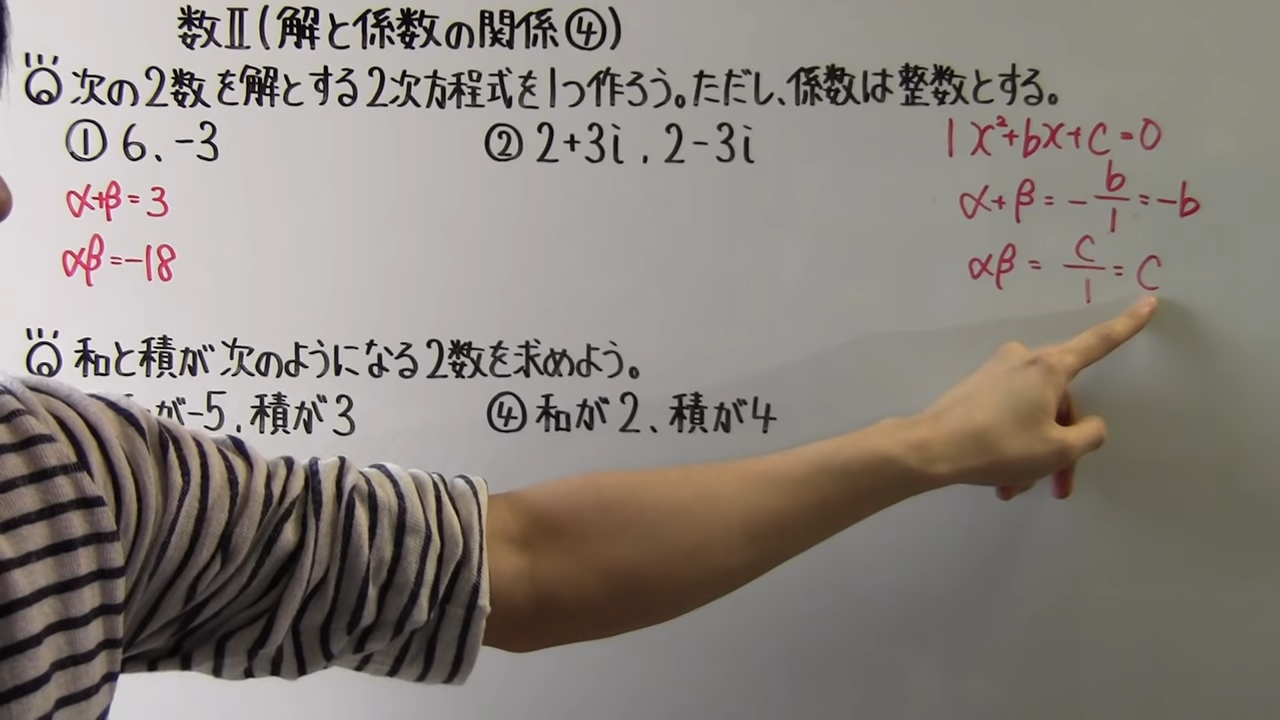 数Ⅱ(解と係数の関係④)
Q 次の2数を解とする2次方程式を1つ作ろう。ただし、係数は整数とする。
① 6、-3
② 2+3i , 2-3i
α+β=3
αβ=-18
1x²+bx+c=0
α+β=-b/1=-b
αβ=c/1=c
Q 和と積が次のようになる2数を求めよう。
が-5、積が3
④ 和が2、積が4